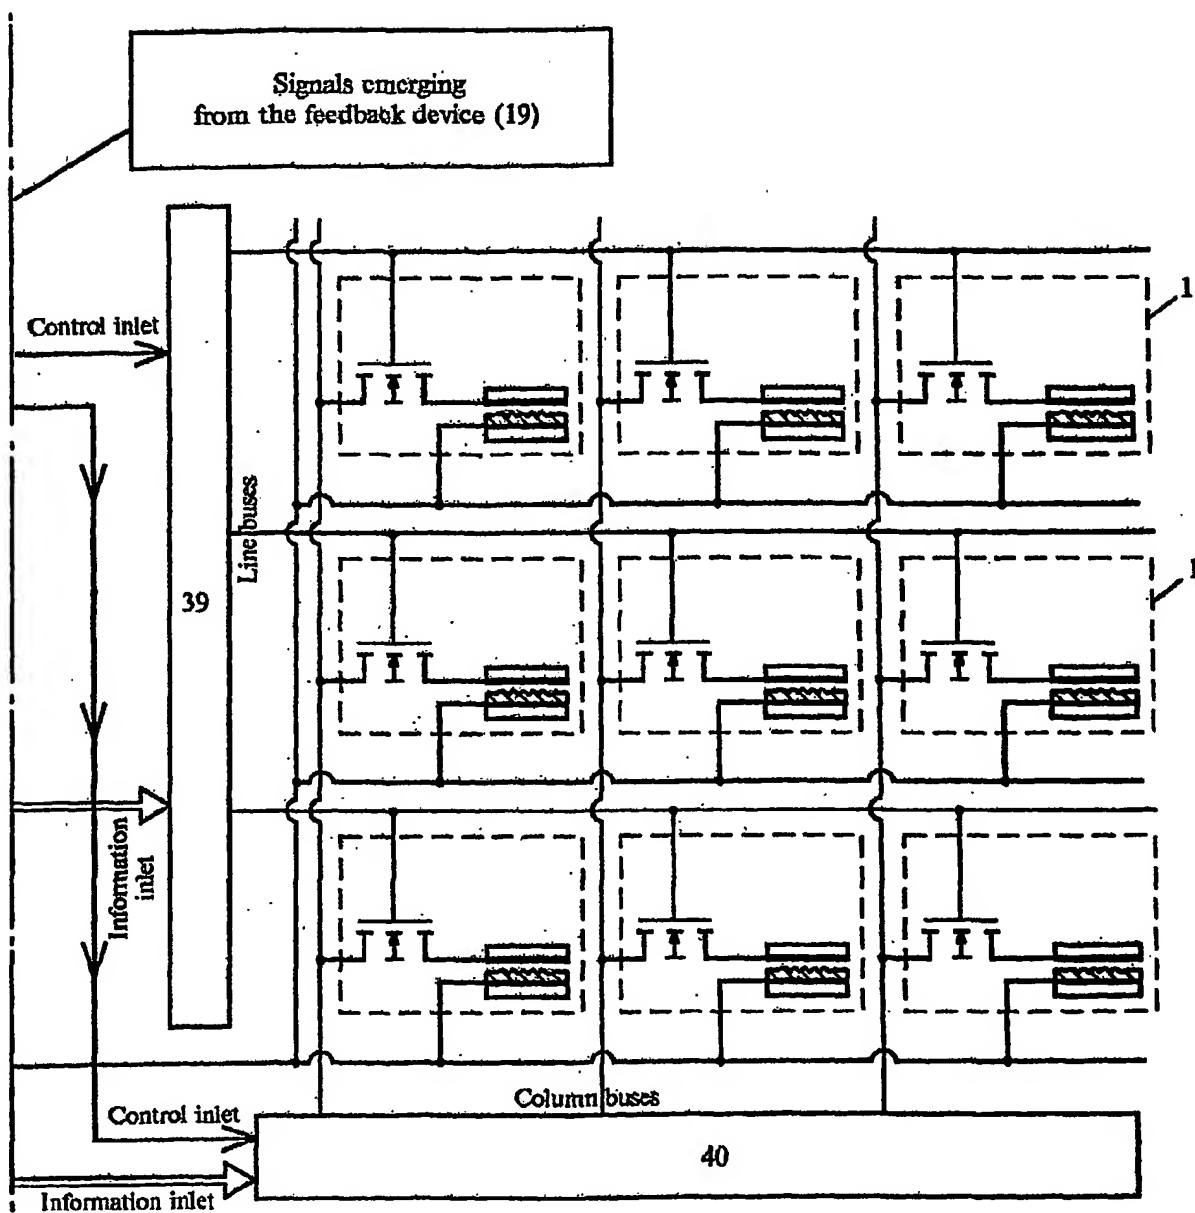 Signals emerging
from the feedback device (19)
1
Control inlet
Line buses
1
39
Information
inlet
Column buses
Control inlet
40
Information inlet